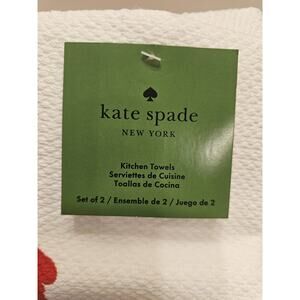 kate spade
NEW YORK
Kitchen Towels
Serviettes de Cuisine
Toallas de Cocina
Set of 2 / Ensemble de 2 / Juego de 2